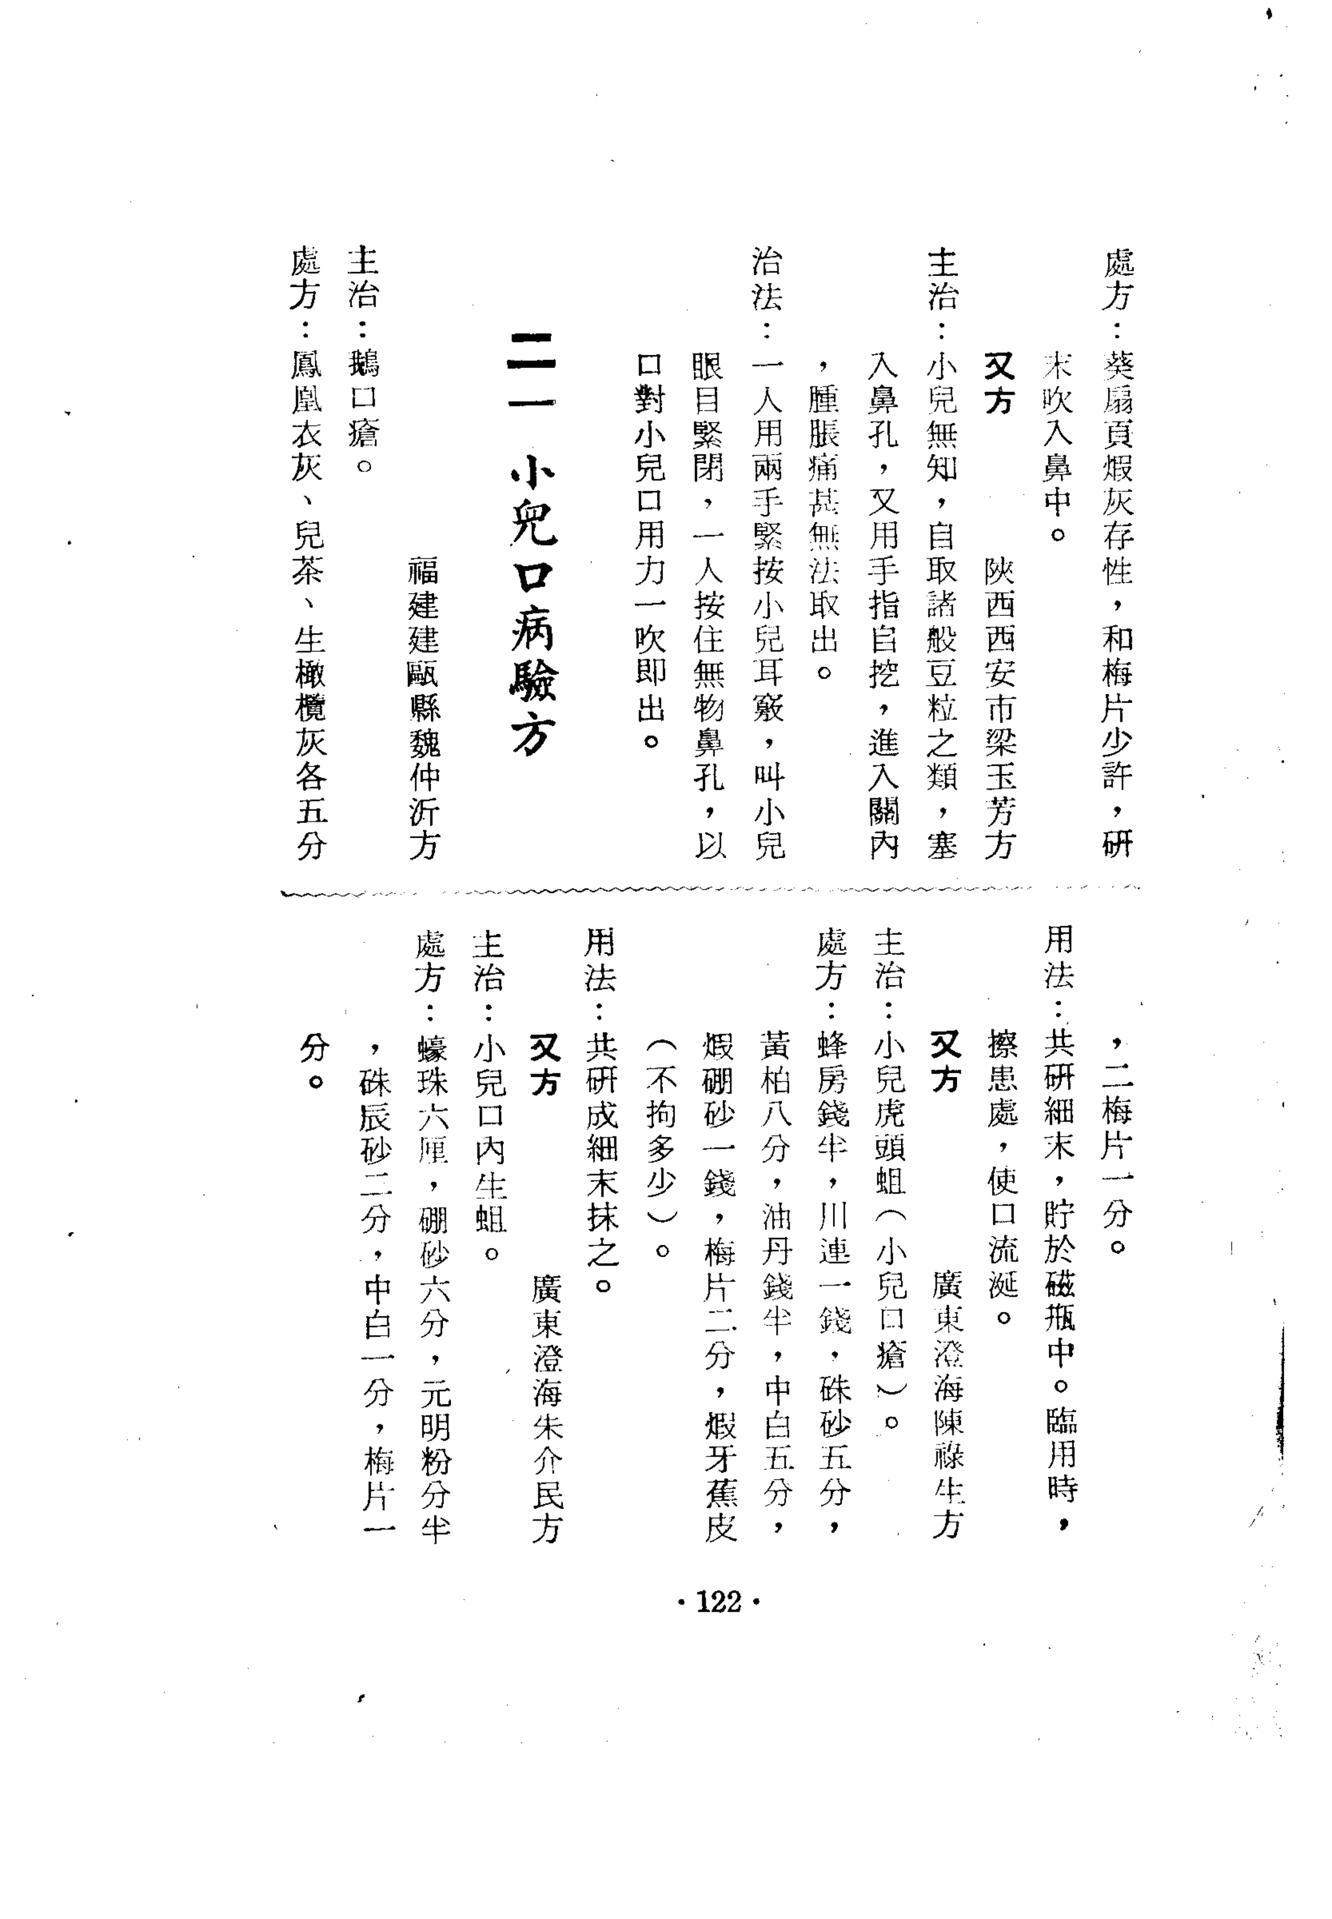 處方：葵扇頁煆灰存性，和梅片少許，研
末吹入鼻中。
又方　　　陝西西安市梁玉芳方
主治：小兒無知，自取諸般豆粒之類，塞
入鼻孔，又用手指自挖，進入關內
，腫脹痛甚無法取出。
治法：一人用兩手緊按小兒耳竅，叫小兒
眼目緊閉，一人按住無物鼻孔，以
口對小兒口用力一吹即出。
二一　小兒口病驗方
福建建甌縣魏仲沂方
主治：鵝口瘡。
處方：鳳凰衣灰、兒茶、生橄欖灰各五分
，二梅片一分。
用法：共研細末，貯於磁瓶中。臨用時，
擦患處，使口流涎。
又方　　　廣東澄海陳祿生方
主治：小兒虎頭蛆（小兒口瘡）。
處方：蜂房錢半，川連一錢，硃砂五分，
黃柏八分，油丹錢半，中白五分，
煆硼砂一錢，梅片二分，煆牙蕉皮
（不拘多少）。
用法：共研成細末抹之。
又方　　　廣東澄海朱介民方
主治：小兒口內生蛆。
處方：蠔珠六厘，硼砂六分，元明粉分半
，硃辰砂二分，中白一分，梅片一
分。
·122·